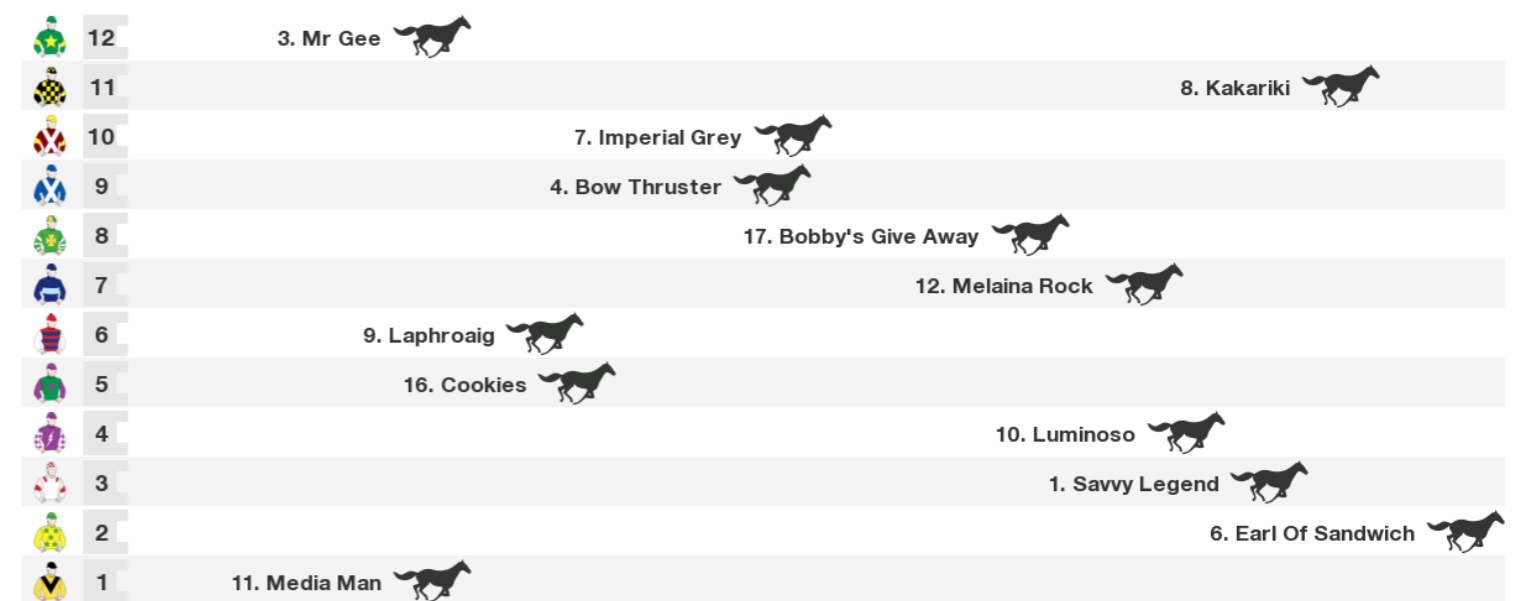 12 3. Mr Gee
11 8. Kakariki
10 7. Imperial Grey
9 4. Bow Thruster
8 17. Bobby's Give Away
7 12. Melaina Rock
6 9. Laphroaig
5 16. Cookies
4 10. Luminoso
3 1. Savvy Legend
2 6. Earl Of Sandwich
1 11. Media Man